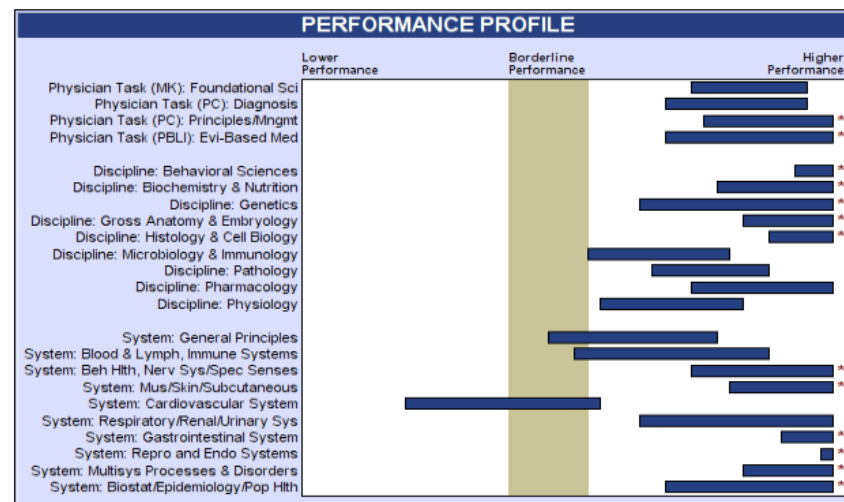 PERFORMANCE PROFILE
Lower Performance
Borderline Performance
Higher Performance
Physician Task (MK): Foundational Sci
Physician Task (PC): Diagnosis
Physician Task (PC): Principles/Mngmt *
Physician Task (PBLI): Evi-Based Med *
Discipline: Behavioral Sciences *
Discipline: Biochemistry & Nutrition *
Discipline: Genetics *
Discipline: Gross Anatomy & Embryology *
Discipline: Histology & Cell Biology *
Discipline: Microbiology & Immunology
Discipline: Pathology
Discipline: Pharmacology
Discipline: Physiology
System: General Principles
System: Blood & Lymph, Immune Systems
System: Beh Hlth, Nerv Sys/Spec Senses *
System: Mus/Skin/Subcutaneous *
System: Cardiovascular System
System: Respiratory/Renal/Urinary Sys
System: Gastrointestinal System *
System: Repro and Endo Systems *
System: Multisys Processes & Disorders *
System: Biostat/Epidemiology/Pop Hlth *